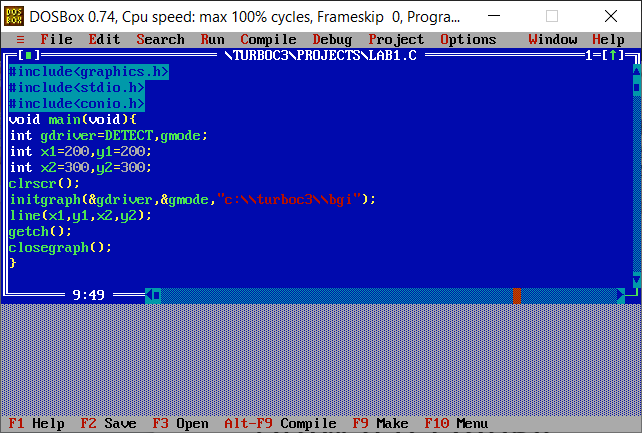 DOS BOX DOSBox 0.74, Cpu speed: max 100% cycles, Frameskip 0, Progra...
≡ File Edit Search Run Compile Debug Project Options Window Help
[■] \TURBOC3\PROJECTS\LAB1.C 1=[↑]
#include<graphics.h>
#include<stdio.h>
#include<conio.h>
void main(void){
int gdriver=DETECT,gmode;
int x1=200,y1=200;
int x2=300,y2=300;
clrscr();
initgraph(&gdriver,&gmode,"c:\\turboc3\\bgi");
line(x1,y1,x2,y2);
getch();
closegraph();
}
9:49
F1 Help F2 Save F3 Open Alt-F9 Compile F9 Make F10 Menu